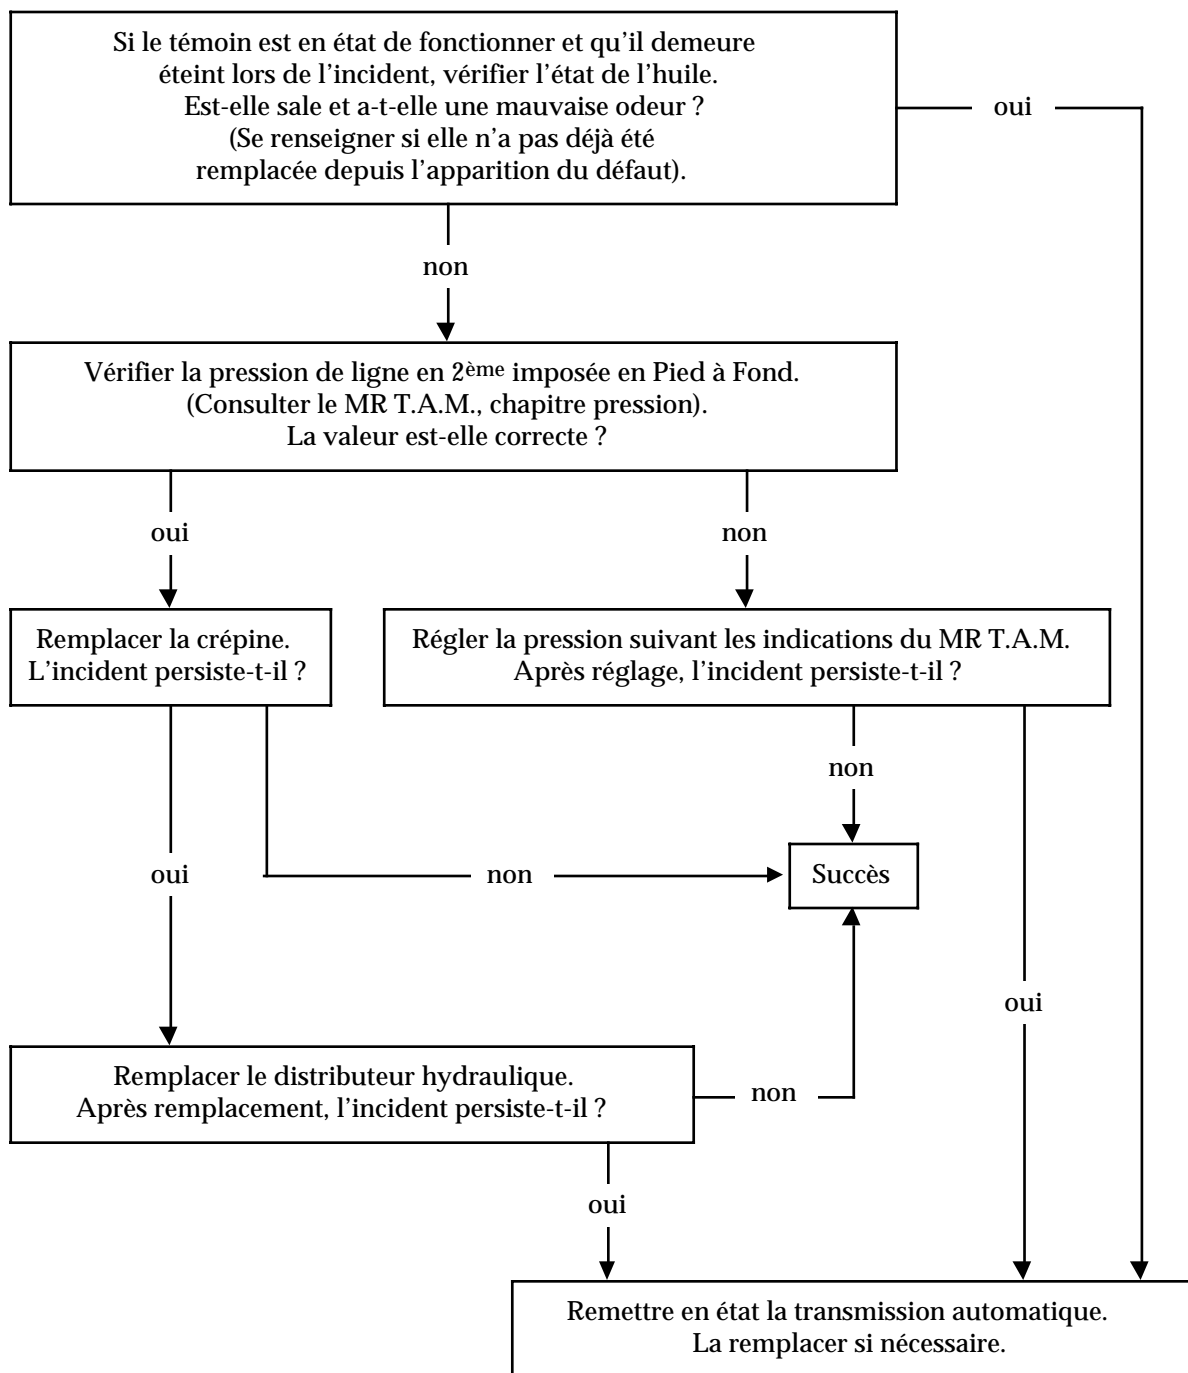 Si le témoin est en état de fonctionner et qu'il demeure
éteint lors de l'incident, vérifier l'état de l'huile.
Est-elle sale et a-t-elle une mauvaise odeur ?
(Se renseigner si elle n'a pas déjà été
remplacée depuis l'apparition du défaut).
oui
non
Vérifier la pression de ligne en 2ème imposée en Pied à Fond.
(Consulter le MR T.A.M., chapitre pression).
La valeur est-elle correcte ?
oui
non
Remplacer la crépine.
L'incident persiste-t-il ?
Régler la pression suivant les indications du MR T.A.M.
Après réglage, l'incident persiste-t-il ?
non
oui
non
Succès
oui
Remplacer le distributeur hydraulique.
Après remplacement, l'incident persiste-t-il ?
non
oui
Remettre en état la transmission automatique.
La remplacer si nécessaire.